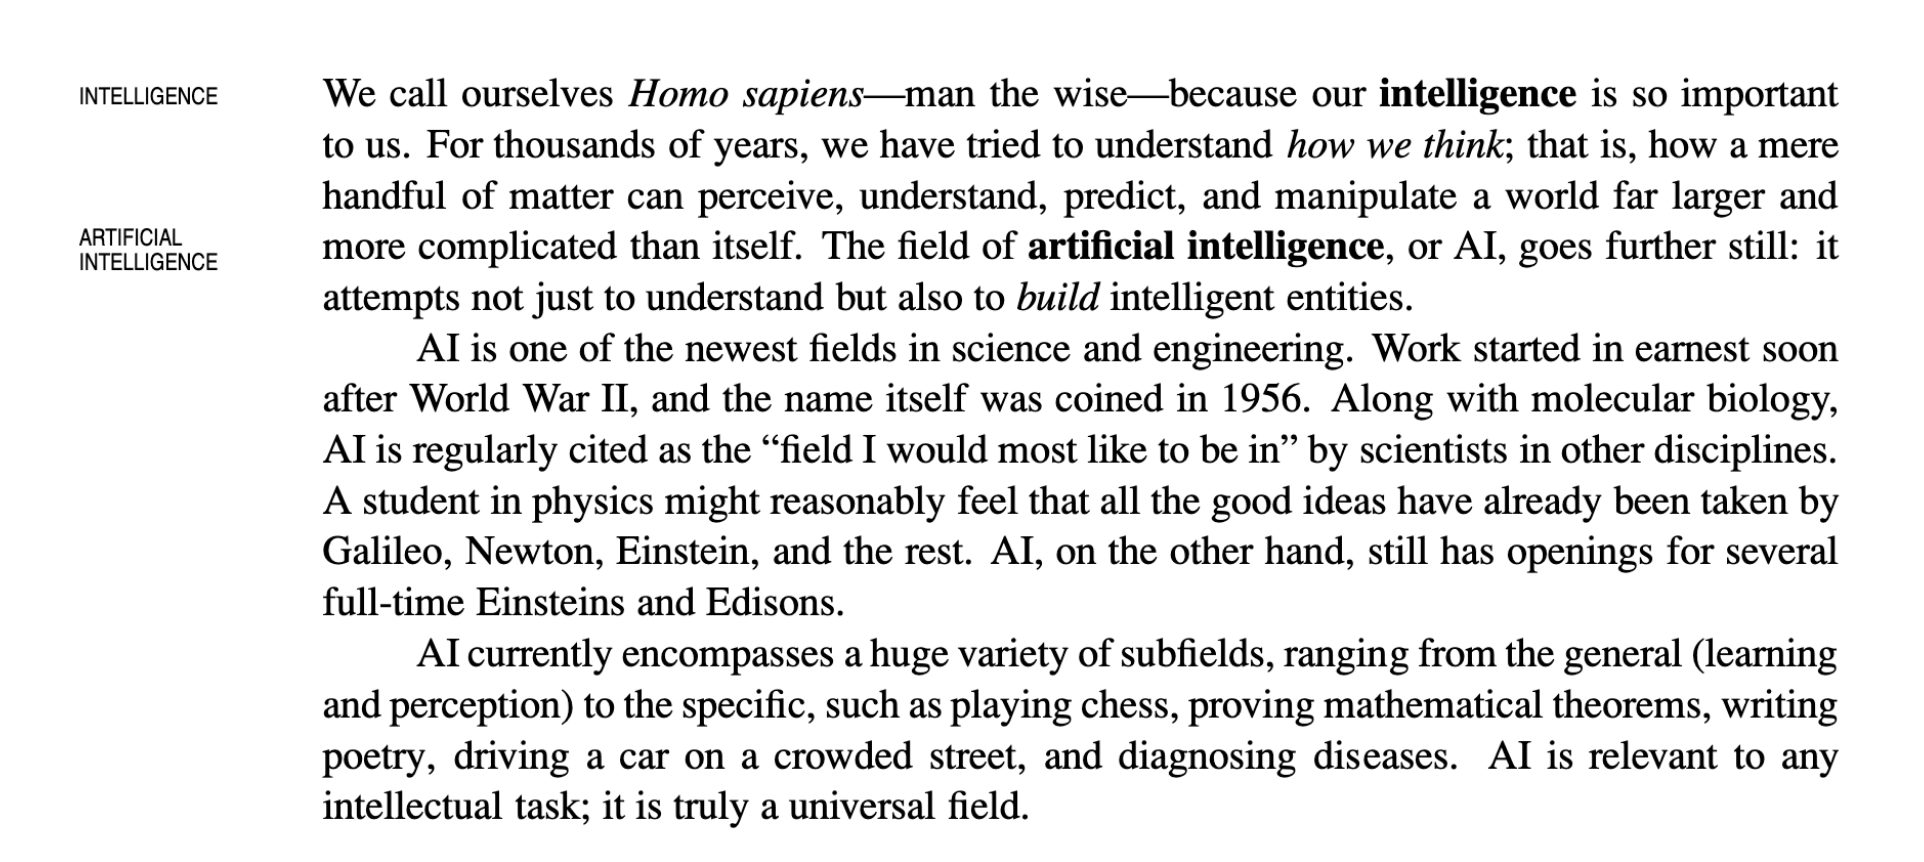 INTELLIGENCE
We call ourselves Homo sapiens—man the wise—because our intelligence is so important
to us. For thousands of years, we have tried to understand how we think; that is, how a mere
handful of matter can perceive, understand, predict, and manipulate a world far larger and
ARTIFICIAL
INTELLIGENCE
more complicated than itself. The field of artificial intelligence, or AI, goes further still: it
attempts not just to understand but also to build intelligent entities.
AI is one of the newest fields in science and engineering. Work started in earnest soon
after World War II, and the name itself was coined in 1956. Along with molecular biology,
AI is regularly cited as the “field I would most like to be in” by scientists in other disciplines.
A student in physics might reasonably feel that all the good ideas have already been taken by
Galileo, Newton, Einstein, and the rest. AI, on the other hand, still has openings for several
full-time Einsteins and Edisons.
AI currently encompasses a huge variety of subfields, ranging from the general (learning
and perception) to the specific, such as playing chess, proving mathematical theorems, writing
poetry, driving a car on a crowded street, and diagnosing diseases. AI is relevant to any
intellectual task; it is truly a universal field.